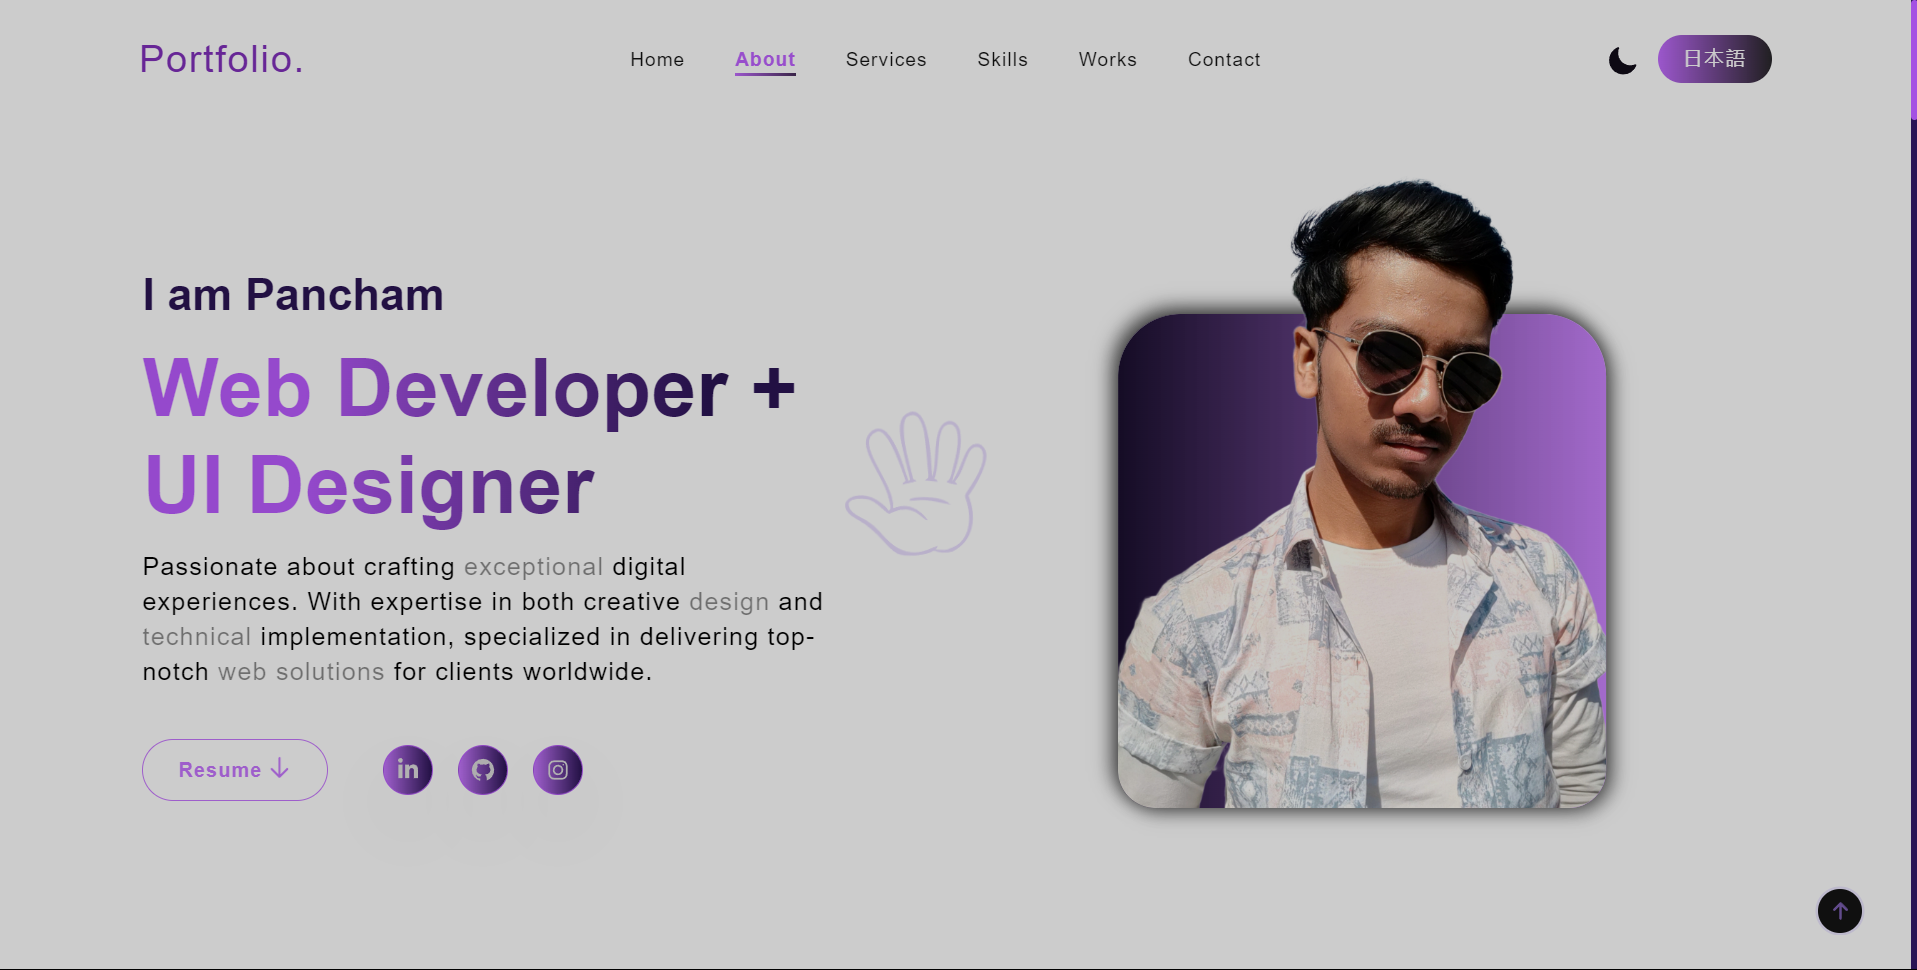 Portfolio.
Home About Services Skills Works Contact
日本語
I am Pancham
Web Developer +
UI Designer
Passionate about crafting exceptional digital
experiences. With expertise in both creative design and
technical implementation, specialized in delivering top-
notch web solutions for clients worldwide.
Resume
in